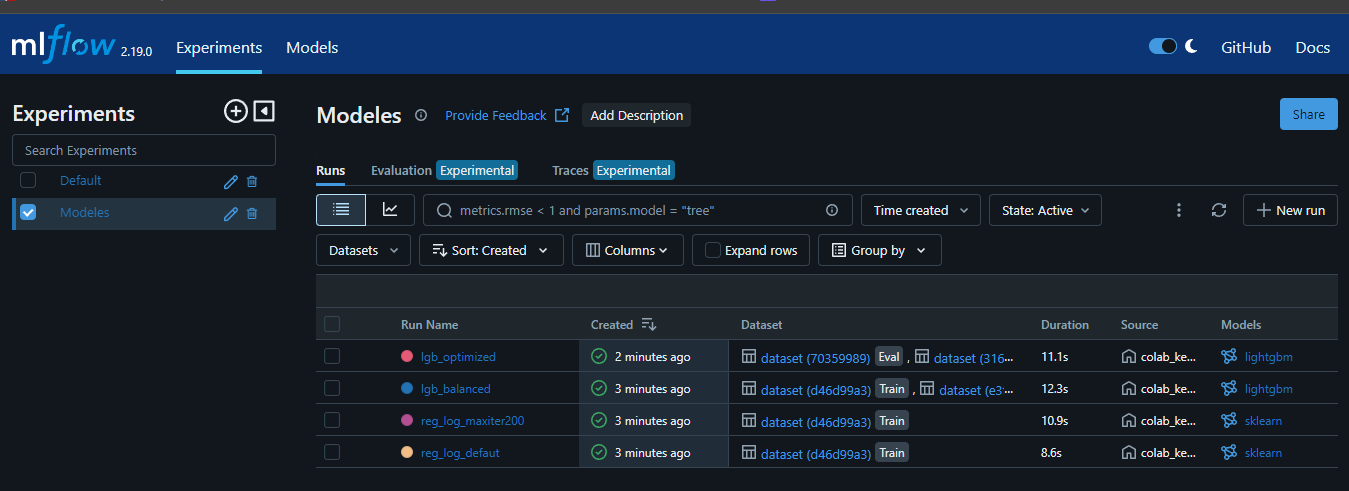 mlflow 2.19.0 Experiments Models GitHub Docs
Experiments
Search Experiments
Default
Modeles
Modeles Provide Feedback Add Description Share
Runs Evaluation Experimental Traces Experimental
metrics.rmse < 1 and params.model = "tree" Time created State: Active New run
Datasets Sort: Created Columns Expand rows Group by
Run Name Created Dataset Duration Source Models
lgb_optimized 2 minutes ago dataset (70359989) Eval , dataset (316... 11.1s colab_ke... lightgbm
lgb_balanced 3 minutes ago dataset (d46d99a3) Train , dataset (e3... 12.3s colab_ke... lightgbm
reg_log_maxiter200 3 minutes ago dataset (d46d99a3) Train 10.9s colab_ke... sklearn
reg_log_defaut 3 minutes ago dataset (d46d99a3) Train 8.6s colab_ke... sklearn